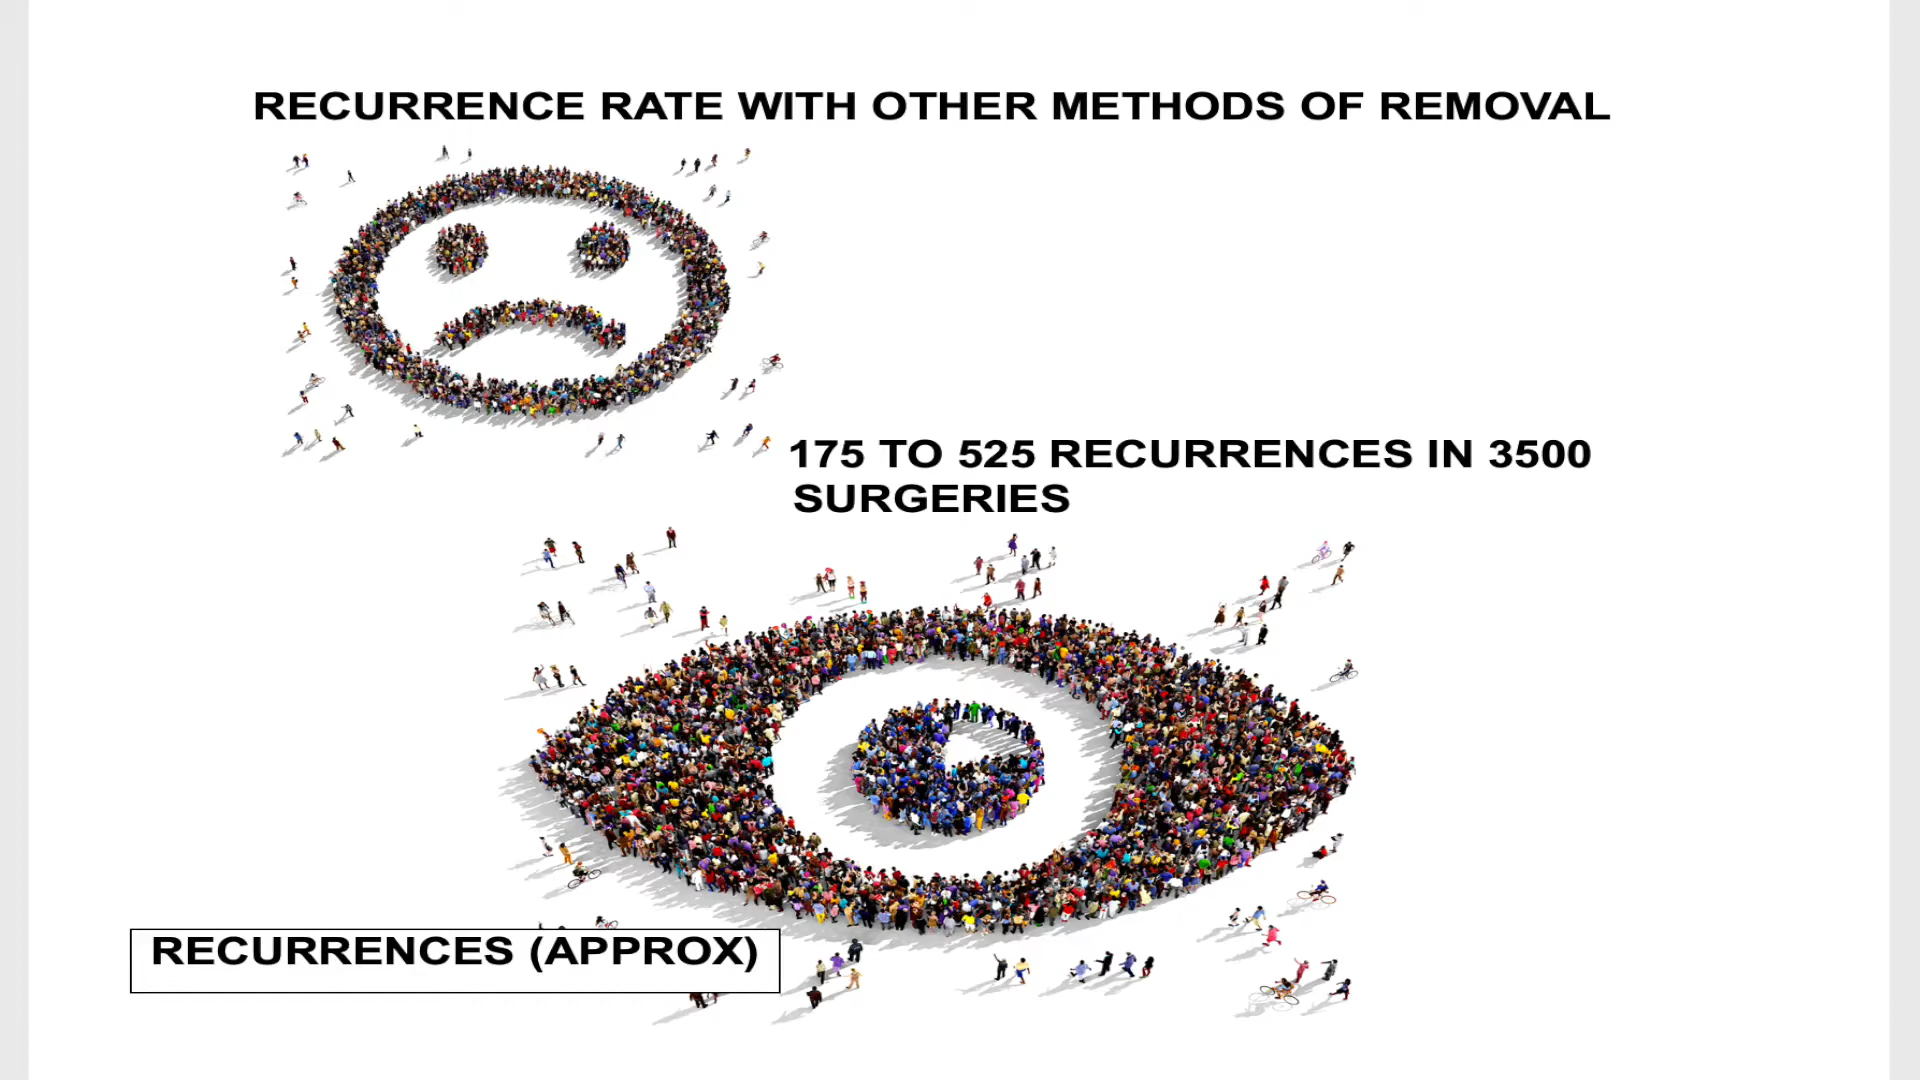 RECURRENCE RATE WITH OTHER METHODS OF REMOVAL
175 TO 525 RECURRENCES IN 3500
SURGERIES
RECURRENCES (APPROX)